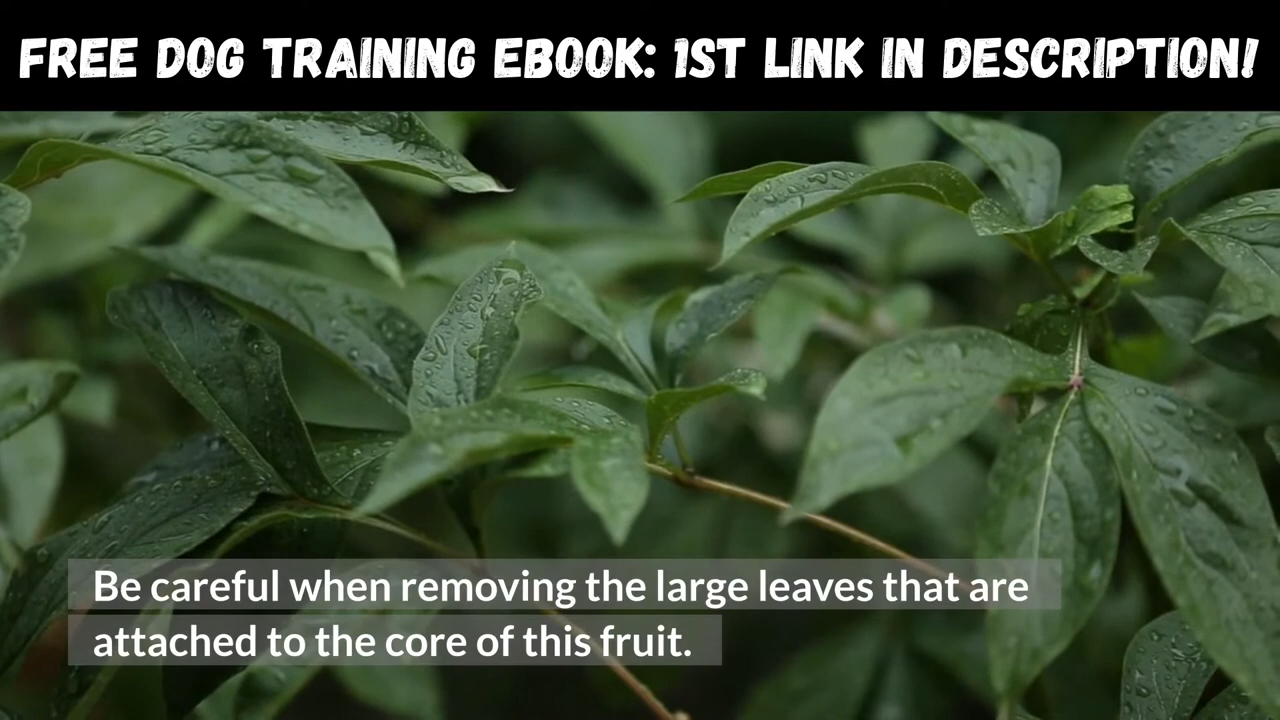 FREE DOG TRAINING EBOOK: 1ST LINK IN DESCRIPTION!
Be careful when removing the large leaves that are
attached to the core of this fruit.